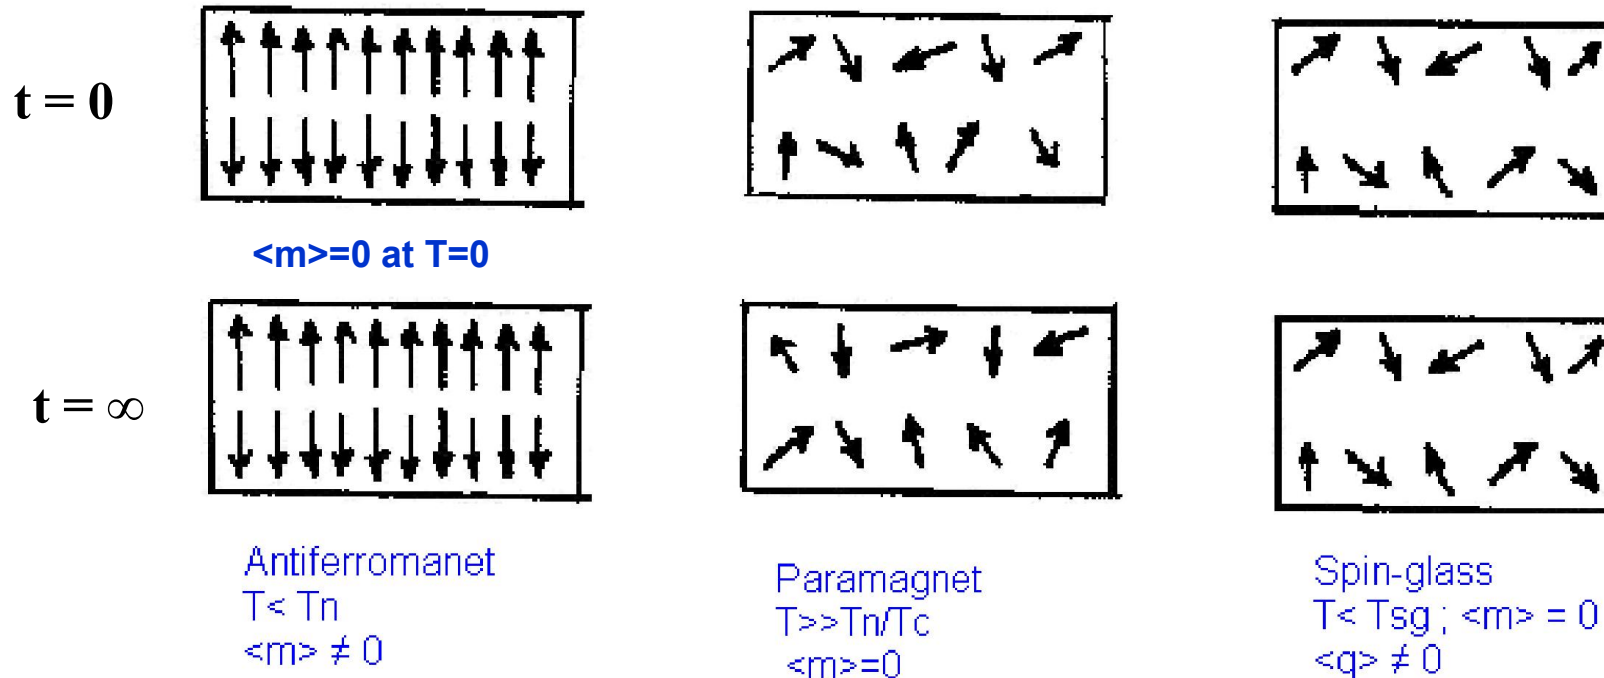 t = 0
<m>=0 at T=0
t = ∞
Antiferromanet
T< Tn
<m> ≠ 0
Paramagnet
T>>Tn/Tc
<m>=0
Spin-glass
T< Tsg ; <m> = 0
<q> ≠ 0